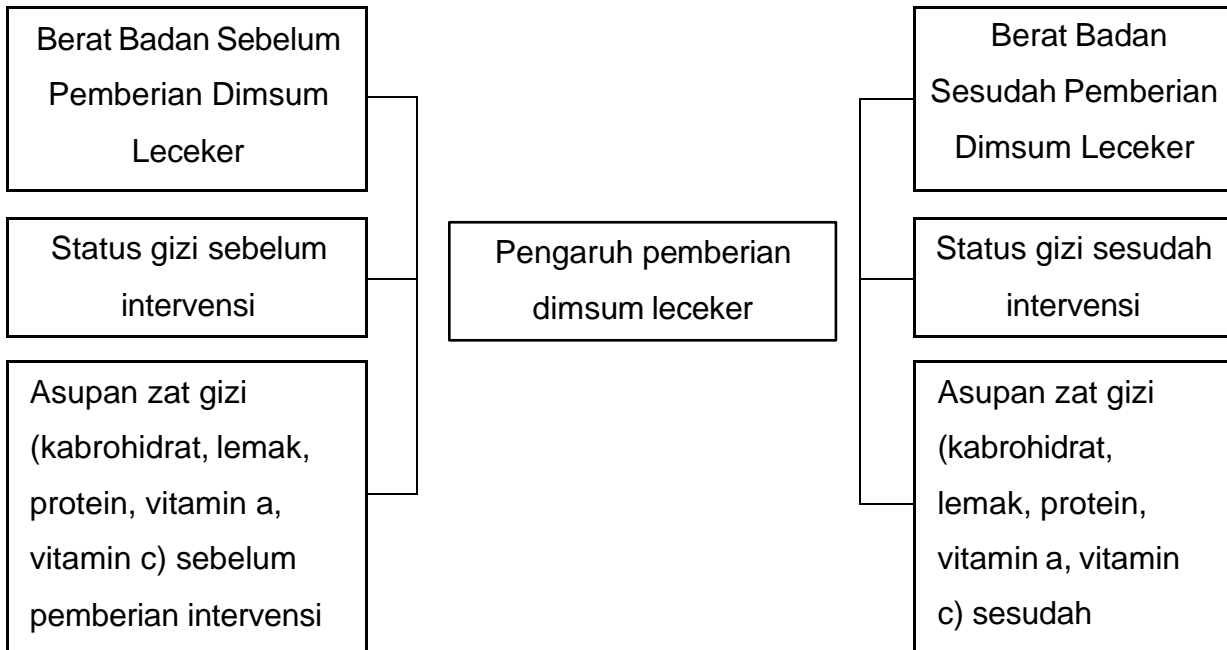 Berat Badan Sebelum
Pemberian Dimsum
Leceker
Status gizi sebelum
intervensi
Asupan zat gizi
(kabrohidrat, lemak,
protein, vitamin a,
vitamin c) sebelum
pemberian intervensi
Pengaruh pemberian
dimsum leceker
Berat Badan
Sesudah Pemberian
Dimsum Leceker
Status gizi sesudah
intervensi
Asupan zat gizi
(kabrohidrat,
lemak, protein,
vitamin a, vitamin
c) sesudah